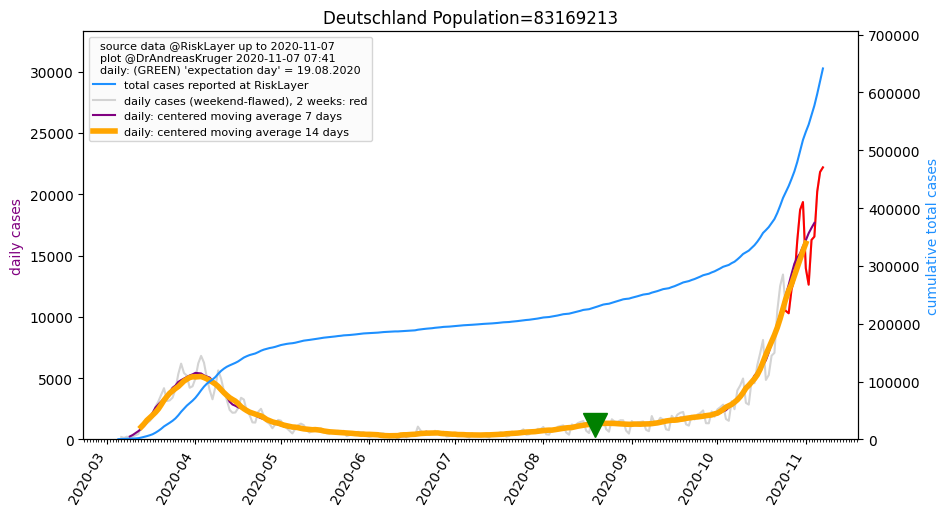 Deutschland Population=83169213
source data @RiskLayer up to 2020-11-07
plot @DrAndreasKruger 2020-11-07 07:41
daily: (GREEN) 'expectation day' = 19.08.2020
total cases reported at RiskLayer
daily cases (weekend-flawed), 2 weeks: red
daily: centered moving average 7 days
daily: centered moving average 14 days
daily cases
30000
25000
20000
15000
10000
5000
0
700000
600000
500000
400000
300000
200000
100000
0
cumulative total cases
2020-03
2020-04
2020-05
2020-06
2020-07
2020-08
2020-09
2020-10
2020-11